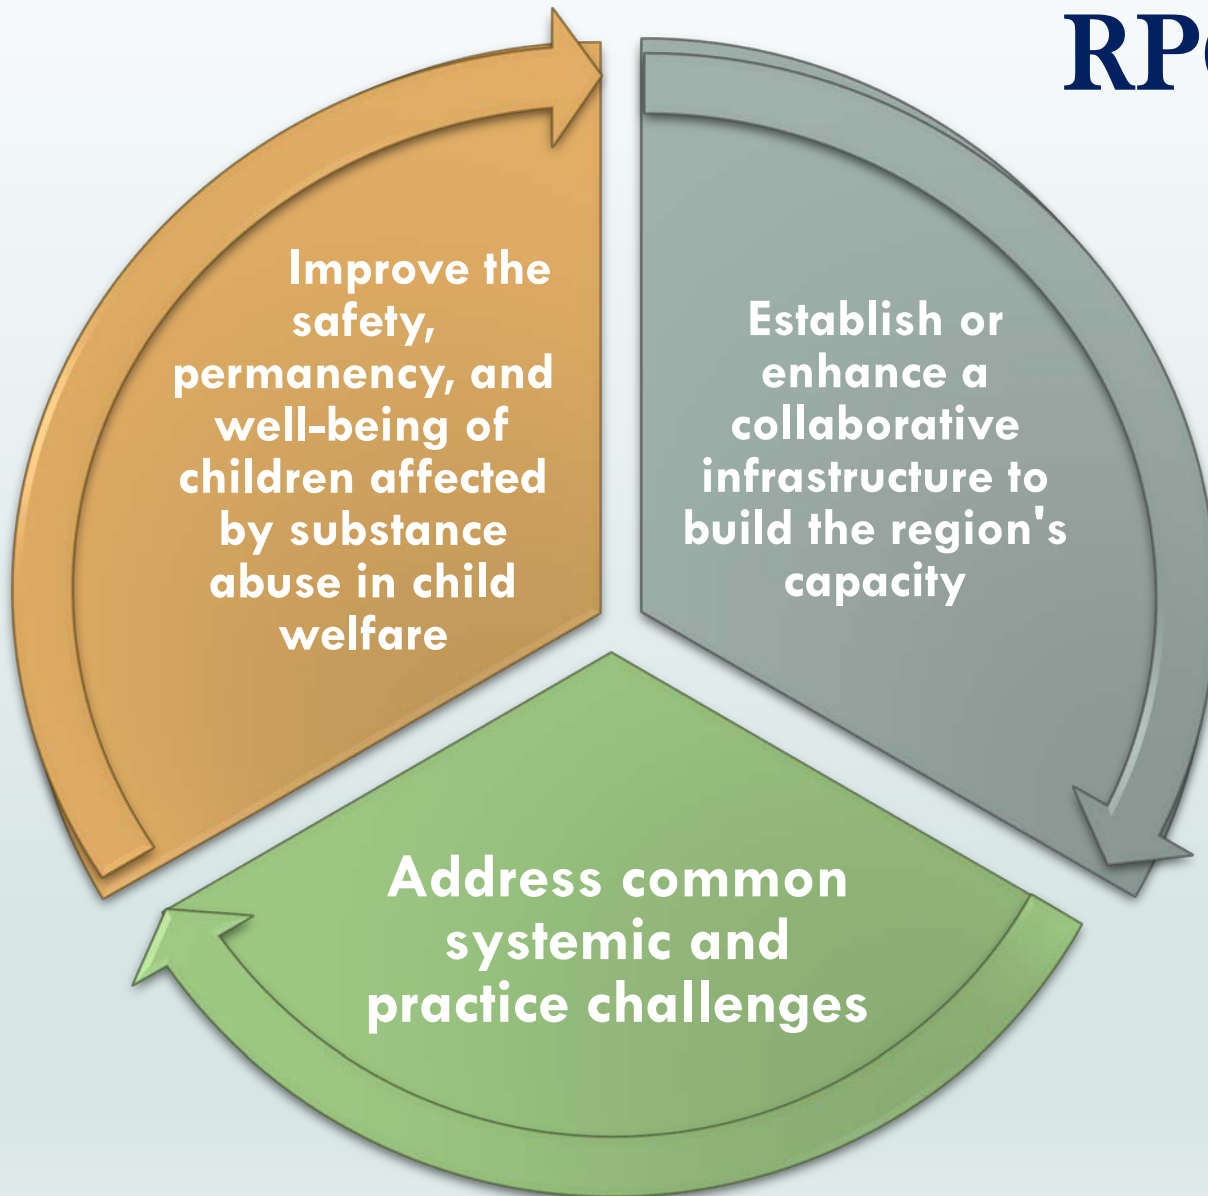 RPG
Improve the
safety,
permanency, and
well-being of
children affected
by substance
abuse in child
welfare
Establish or
enhance a
collaborative
infrastructure to
build the region's
capacity
Address common
systemic and
practice challenges